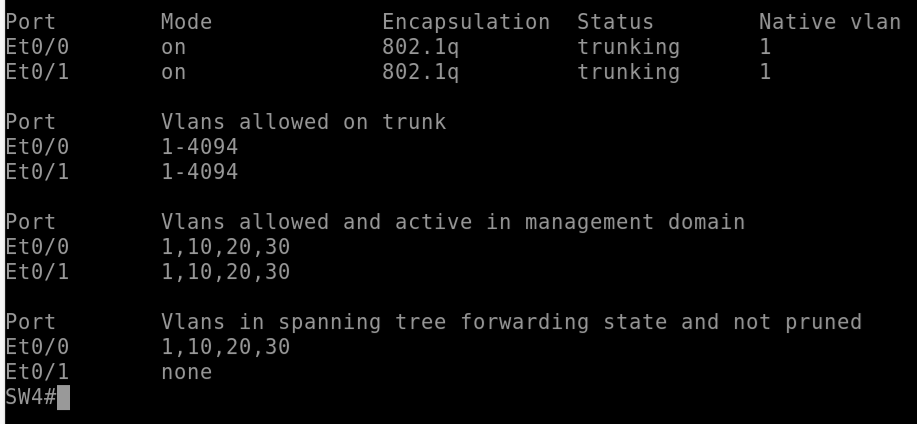 Port Mode Encapsulation Status Native vlan
Et0/0 on 802.1q trunking 1
Et0/1 on 802.1q trunking 1
Port Vlans allowed on trunk
Et0/0 1-4094
Et0/1 1-4094
Port Vlans allowed and active in management domain
Et0/0 1,10,20,30
Et0/1 1,10,20,30
Port Vlans in spanning tree forwarding state and not pruned
Et0/0 1,10,20,30
Et0/1 none
SW4#